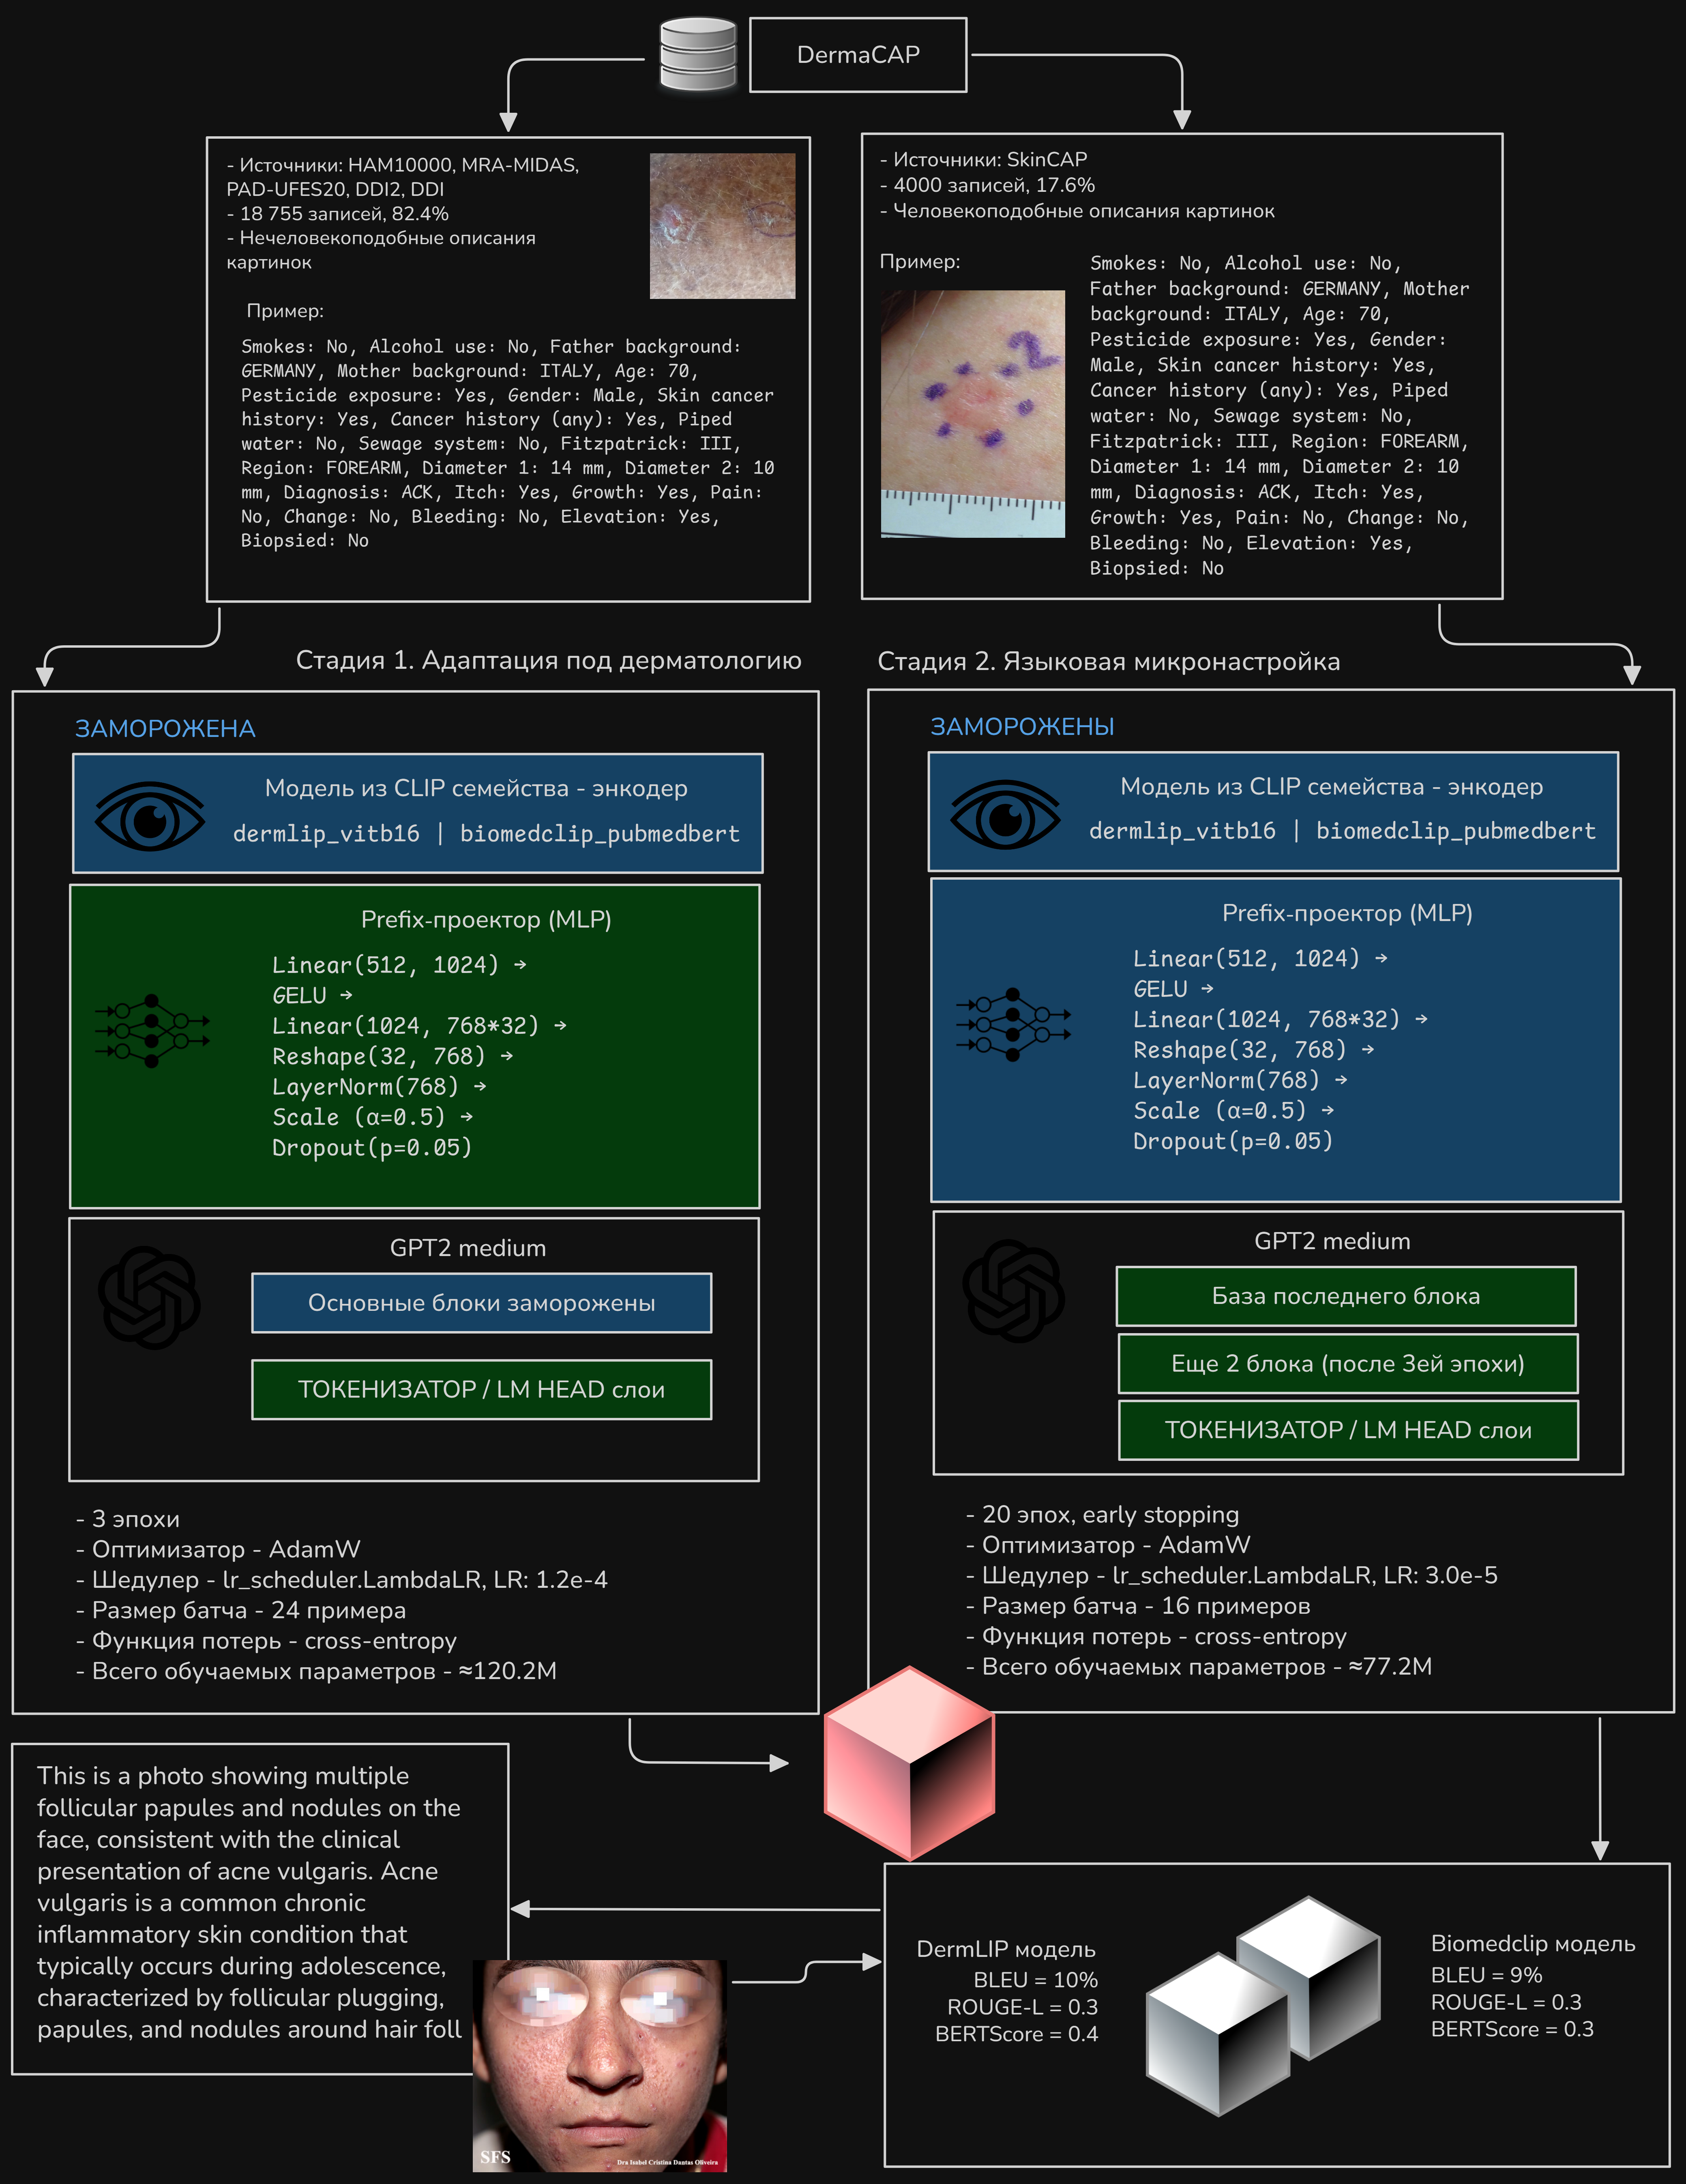 DermaCAP
- Источники: HAM10000, MRA-MIDAS,
PAD-UFES20, DDI2, DDI
- 18 755 записей, 82.4%
- Нечеловекоподобные описания
картинок
Пример:
Smokes: No, Alcohol use: No, Father background:
GERMANY, Mother background: ITALY, Age: 70,
Pesticide exposure: Yes, Gender: Male, Skin cancer
history: Yes, Cancer history (any): Yes, Piped
water: No, Sewage system: No, Fitzpatrick: III,
Region: FOREARM, Diameter 1: 14 mm, Diameter 2: 10
mm, Diagnosis: ACK, Itch: Yes, Growth: Yes, Pain:
No, Change: No, Bleeding: No, Elevation: Yes,
Biopsied: No
- Источники: SkinCAP
- 4000 записей, 17.6%
- Человекоподобные описания картинок
Пример:
2
Smokes: No, Alcohol use: No,
Father background: GERMANY, Mother
background: ITALY, Age: 70,
Pesticide exposure: Yes, Gender:
Male, Skin cancer history: Yes,
Cancer history (any): Yes, Piped
water: No, Sewage system: No,
Fitzpatrick: III, Region: FOREARM,
Diameter 1: 14 mm, Diameter 2: 10
mm, Diagnosis: ACK, Itch: Yes,
Growth: Yes, Pain: No, Change: No,
Bleeding: No, Elevation: Yes,
Biopsied: No
Стадия 1. Адаптация под дерматологию
ЗАМОРОЖЕНА
Модель из CLIP семейства - энкодер
dermlip_vitb16 | biomedclip_pubmedbert
Prefix-проектор (MLP)
Linear(512, 1024) →
GELU →
Linear(1024, 768*32) →
Reshape(32, 768) →
LayerNorm(768) →
Scale (α=0.5) →
Dropout(p=0.05)
GPT2 medium
Основные блоки заморожены
ТОКЕНИЗАТОР / LM HEAD слои
- 3 эпохи
- Оптимизатор - AdamW
- Шедулер - lr_scheduler.LambdaLR, LR: 1.2e-4
- Размер батча - 24 примера
- Функция потерь - cross-entropy
- Всего обучаемых параметров - ≈120.2M
Стадия 2. Языковая микронастройка
ЗАМОРОЖЕНЫ
Модель из CLIP семейства - энкодер
dermlip_vitb16 | biomedclip_pubmedbert
Prefix-проектор (MLP)
Linear(512, 1024) →
GELU →
Linear(1024, 768*32) →
Reshape(32, 768) →
LayerNorm(768) →
Scale (α=0.5) →
Dropout(p=0.05)
GPT2 medium
База последнего блока
Еще 2 блока (после 3ей эпохи)
ТОКЕНИЗАТОР / LM HEAD слои
- 20 эпох, early stopping
- Оптимизатор - AdamW
- Шедулер - lr_scheduler.LambdaLR, LR: 3.0e-5
- Размер батча - 16 примеров
- Функция потерь - cross-entropy
- Всего обучаемых параметров - ≈77.2M
This is a photo showing multiple
follicular papules and nodules on the
face, consistent with the clinical
presentation of acne vulgaris. Acne
vulgaris is a common chronic
inflammatory skin condition that
typically occurs during adolescence,
characterized by follicular plugging,
papules, and nodules around hair foll
SFS
Dra Isabel Cristina Dantas Oliveira
DermLIP модель
BLEU = 10%
ROUGE-L = 0.3
BERTScore = 0.4
Biomedclip модель
BLEU = 9%
ROUGE-L = 0.3
BERTScore = 0.3